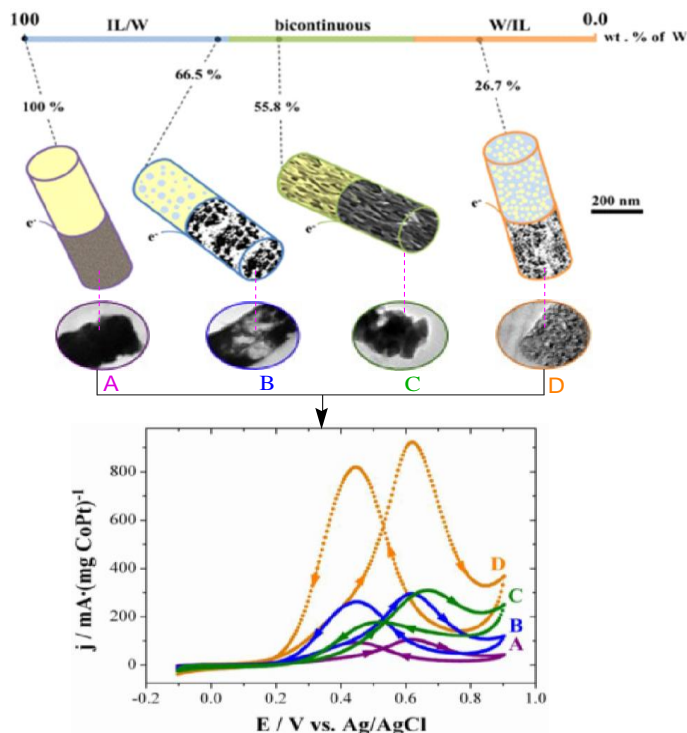 100 IL/W bicontinuous W/IL 0.0
wt . % of W
66.5 %
100 %
55.8 %
26.7 %
e-
e-
e-
e-
200 nm
A B C D
j / mA·(mg CoPt)-1
800
600
400
200
0
D
C
B
A
-0.2 0.0 0.2 0.4 0.6 0.8 1.0
E / V vs. Ag/AgCl